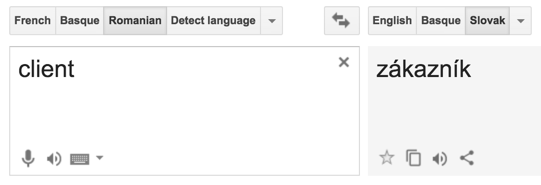 French Basque Romanian Detect language English Basque Slovak
client zákazník